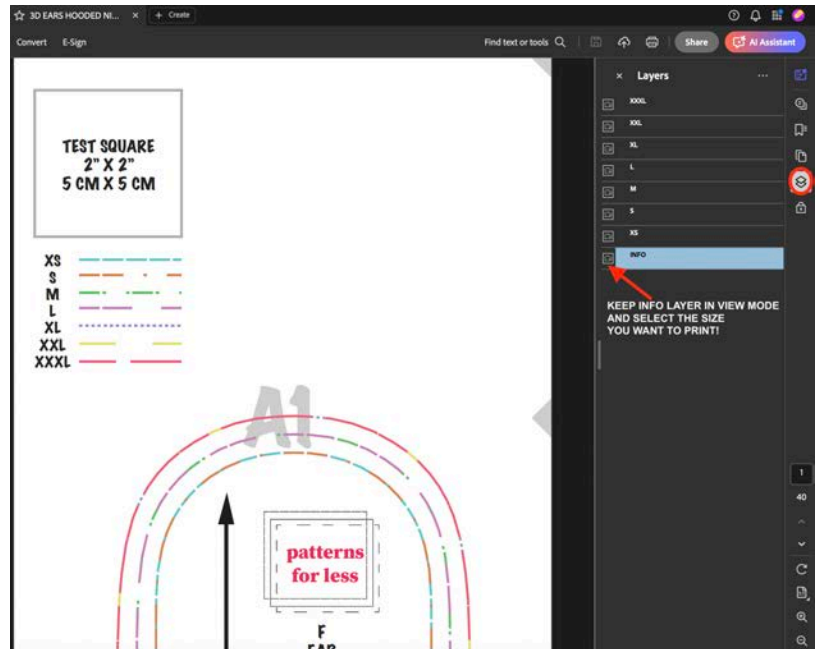 3D EARS HOODED NI...
+ Create
Convert
E-Sign
Find text or tools
Share
AI Assistant
TEST SQUARE
2" X 2"
5 CM X 5 CM
XS
S
M
L
XL
XXL
XXXL
A1
patterns
for less
F
EAR
Layers
XXXL
XXL
XL
L
M
S
XS
INFO
KEEP INFO LAYER IN VIEW MODE
AND SELECT THE SIZE
YOU WANT TO PRINT!
1
40